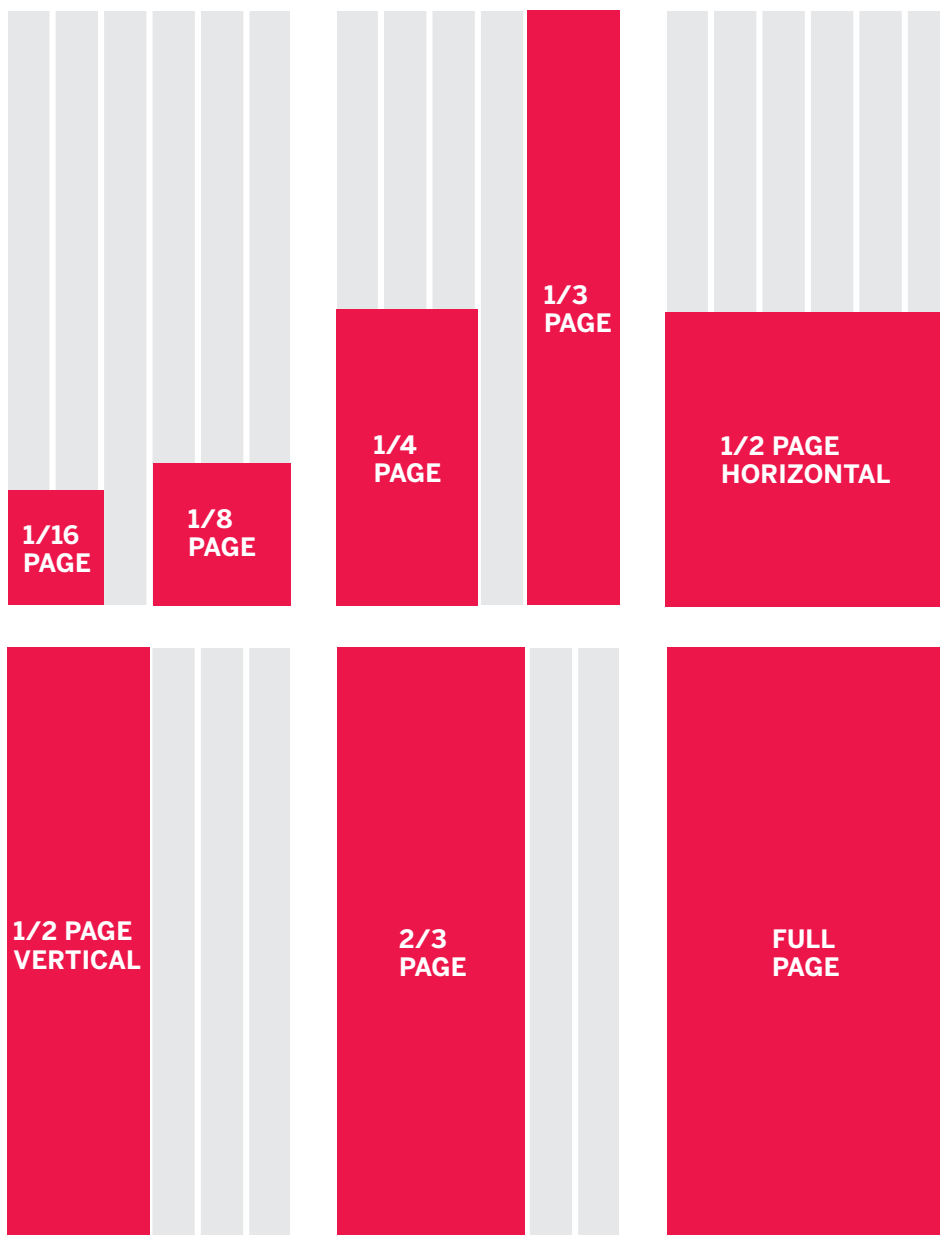 1/16
PAGE
1/8
PAGE
1/4
PAGE
1/3
PAGE
1/2 PAGE
HORIZONTAL
1/2 PAGE
VERTICAL
2/3
PAGE
FULL
PAGE